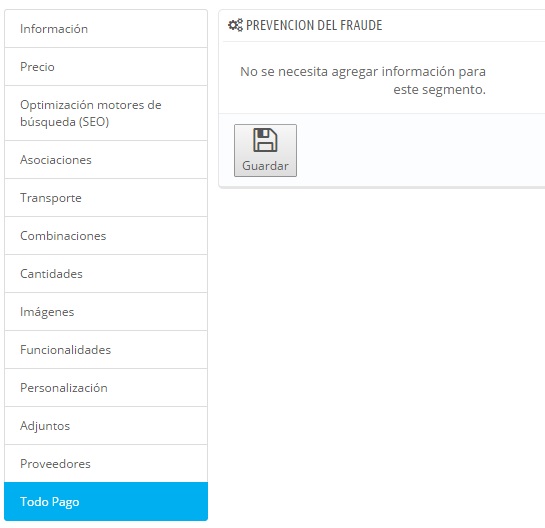 Información
Precio
Optimización motores de
búsqueda (SEO)
Asociaciones
Transporte
Combinaciones
Cantidades
Imágenes
Funcionalidades
Personalización
Adjuntos
Proveedores
Todo Pago
PREVENCION DEL FRAUDE
No se necesita agregar información para
este segmento.
Guardar